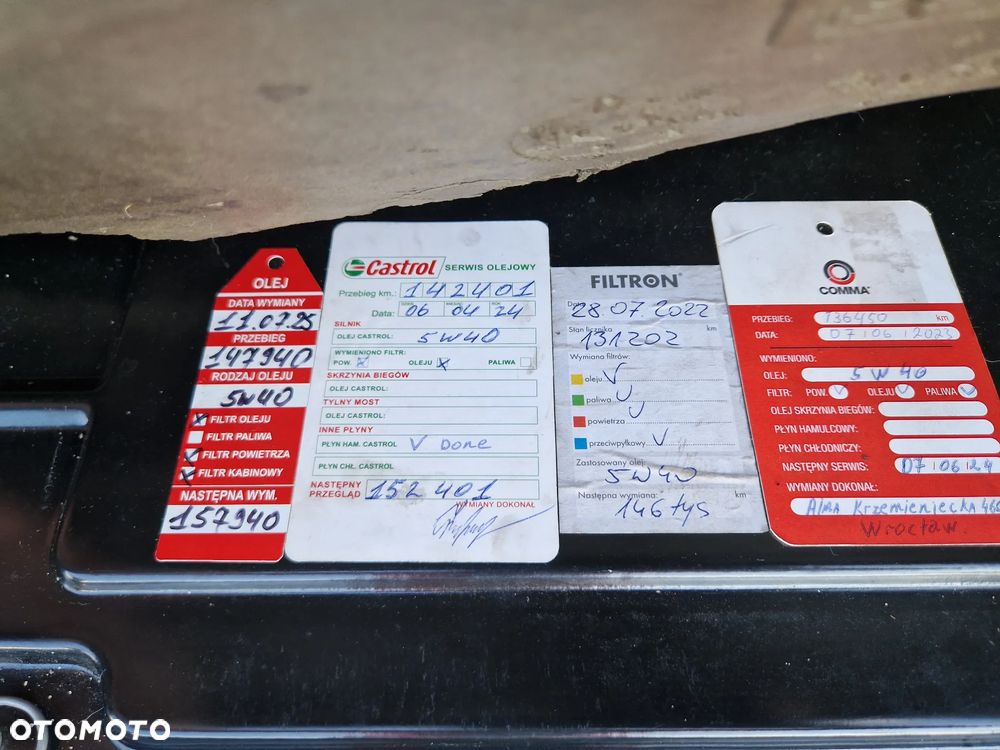 OLEJ
DATA WYMIANY
PRZEBIEG
147940
RODZAJ OLEJU
5W40
FILTR OLEJU
FILTR PALIWA
FILTR POWIETRZA
FILTR KABINOWY
NASTĘPNA WYM.
157940
Castrol SERWIS OLEJOWY
Przebieg km.: 142401
DZIEŃ MIESIĄC ROK
Data: 06 04 24
SILNIK
OLEJ CASTROL: 5W40
WYMIENIONO FILTR:
POW. OLEJU PALIWA
SKRZYNIA BIEGÓW
OLEJ CASTROL:
TYLNY MOST
OLEJ CASTROL:
INNE PŁYNY
PŁYN HAM. CASTROL V Done
PŁYN CHŁ. CASTROL
NASTĘPNY
PRZEGLĄD 152 401
WYMIANY DOKONAŁ
FILTRON®
Data 28.07.2022
Stan licznika km
131202
Wymiana filtrów:
oleju V
paliwa V
powietrza V
przeciwpyłkowy V
Zastosowany olej:
5W40
Następna wymiana: km
146 tys
COMMA
PRZEBIEG: 136450 km
DATA: 07 06 2023
WYMIENIONO:
OLEJ: 5W40
FILTR: POW. OLEJU PALIWA
OLEJ SKRZYNIA BIEGÓW:
PŁYN HAMULCOWY:
PŁYN CHŁODNICZY:
NASTĘPNY SERWIS: 07 06 24
WYMIANY DOKONAŁ:
Alma Krzemieniecka
Wrocław.
OTOMOTO